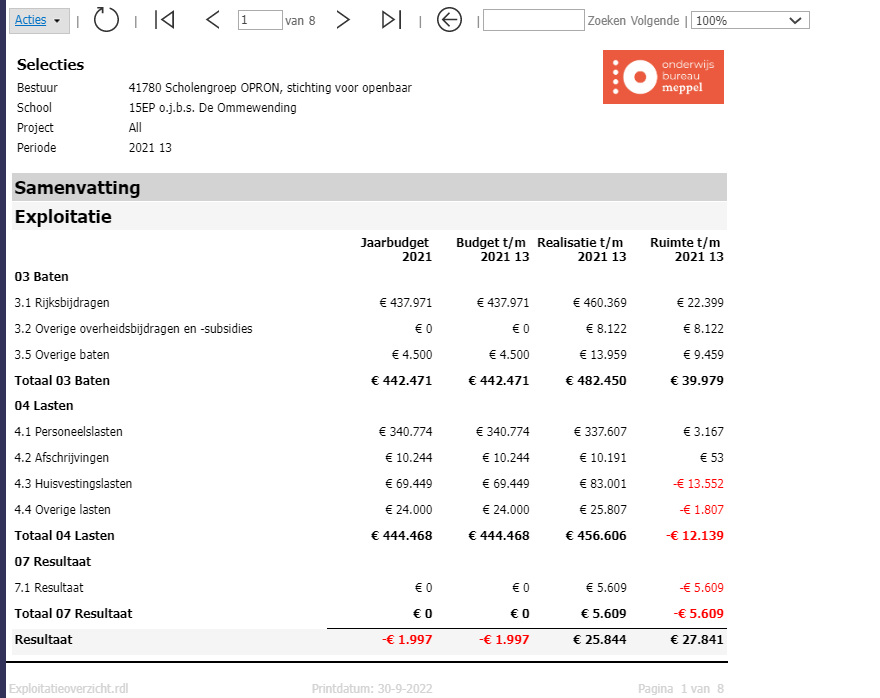 Acties | | 1 van 8 | | Zoeken Volgende | 100%
Selecties
Bestuur 41780 Scholengroep OPRON, stichting voor openbaar
School 15EP o.j.b.s. De Ommewending
Project All
Periode 2021 13
onderwijs
bureau
meppel
Samenvatting
Exploitatie
Jaarbudget Budget t/m Realisatie t/m Ruimte t/m
2021 2021 13 2021 13 2021 13
03 Baten
3.1 Rijksbijdragen € 437.971 € 437.971 € 460.369 € 22.399
3.2 Overige overheidsbijdragen en -subsidies € 0 € 0 € 8.122 € 8.122
3.5 Overige baten € 4.500 € 4.500 € 13.959 € 9.459
Totaal 03 Baten € 442.471 € 442.471 € 482.450 € 39.979
04 Lasten
4.1 Personeelslasten € 340.774 € 340.774 € 337.607 € 3.167
4.2 Afschrijvingen € 10.244 € 10.244 € 10.191 € 53
4.3 Huisvestingslasten € 69.449 € 69.449 € 83.001 -€ 13.552
4.4 Overige lasten € 24.000 € 24.000 € 25.807 -€ 1.807
Totaal 04 Lasten € 444.468 € 444.468 € 456.606 -€ 12.139
07 Resultaat
7.1 Resultaat € 0 € 0 € 5.609 -€ 5.609
Totaal 07 Resultaat € 0 € 0 € 5.609 -€ 5.609
Resultaat -€ 1.997 -€ 1.997 € 25.844 € 27.841
Exploitatieoverzicht.rdl Printdatum: 30-9-2022 Pagina 1 van 8